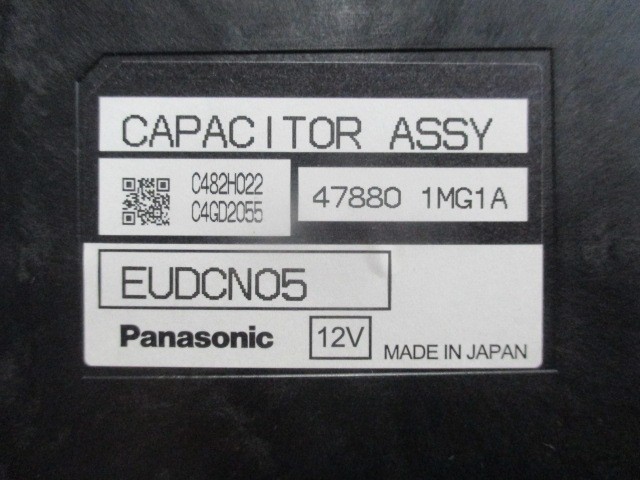 CAPACITOR ASSY
C482H022
C4GD2055
47880 1MG1A
EUDCN05
Panasonic
12V
MADE IN JAPAN